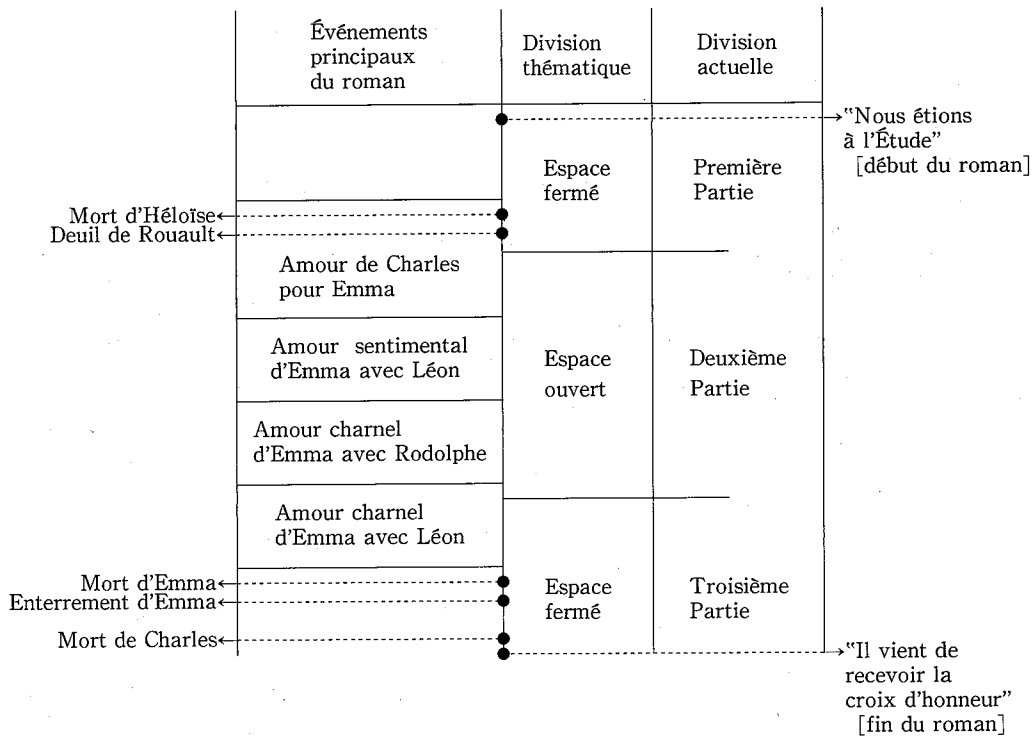 Événements
principaux
du roman
Division
thématique
Division
actuelle
"Nous étions
à l'Étude"
[début du roman]
Espace
fermé
Première
Partie
Mort d'Héloïse
Deuil de Rouault
Amour de Charles
pour Emma
Amour sentimental
d'Emma avec Léon
Espace
ouvert
Deuxième
Partie
Amour charnel
d'Emma avec Rodolphe
Amour charnel
d'Emma avec Léon
Mort d'Emma
Enterrement d'Emma
Mort de Charles
Espace
fermé
Troisième
Partie
"Il vient de
recevoir la
croix d'honneur"
[fin du roman]